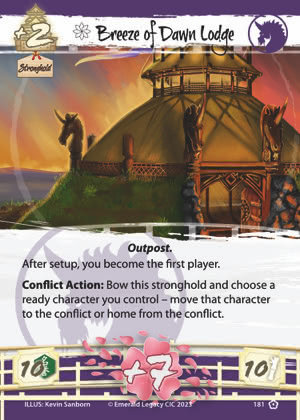 +2
Breeze of Dawn Lodge
Stronghold
Outpost.
After setup, you become the first player.
Conflict Action: Bow this stronghold and choose a
ready character you control – move that character
to the conflict or home from the conflict.
10
+7
10
ILLUS: Kevin Sanborn
© Emerald Legacy CIC 2023
181